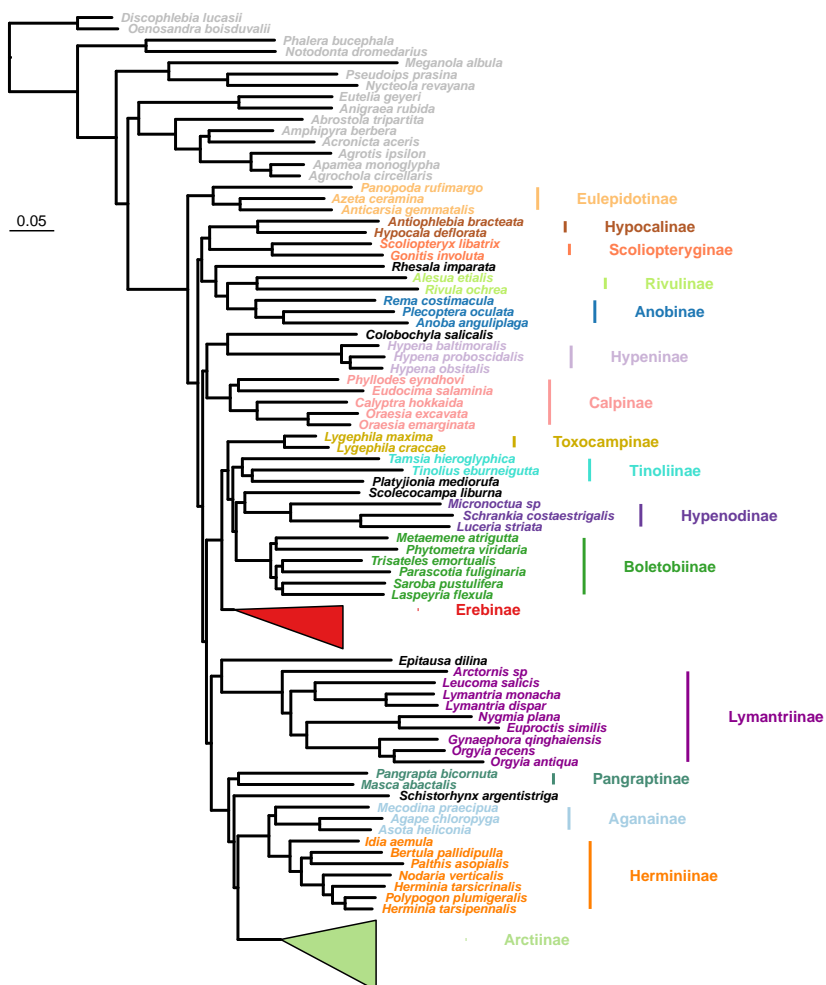 Discophlebia lucasii
Oenosandra boisduvalii
Phalera bucephala
Notodonta dromedarius
Meganola albula
Pseudoips prasina
Nycteola revayana
Eutelia geyeri
Anigraea rubida
Abrostola tripartita
Amphipyra berbera
Acronicta aceris
Agrotis ipsilon
Apamea monoglypha
Agrochola circellaris
Panopoda rufimargo
Azeta ceramina
Eulepidotinae
Anticarsia gemmatalis
0.05
Antiophlebia bracteata
Hypocalinae
Hypocala deflorata
Scoliopteryx libatrix
Scoliopteryginae
Gonitis involuta
Rhesala imparata
Alesua etialis
Rivulinae
Rivula ochrea
Rema costimacula
Plecoptera oculata
Anobinae
Anoba anguliplaga
Colobochyla salicalis
Hypena baltimoralis
Hypena proboscidalis
Hypeninae
Hypena obsitalis
Phyllodes eyndhovi
Eudocima salaminia
Calyptra hokkaida
Calpinae
Oraesia excavata
Oraesia emarginata
Lygephila maxima
Toxocampinae
Lygephila craccae
Tamsia hieroglyphica
Tinolius eburneigutta
Tinoliinae
Platyjionia mediorufa
Scolecocampa liburna
Micronoctua sp
Schrankia costaestrigalis
Hypenodinae
Luceria striata
Metaemene atrigutta
Phytometra viridaria
Trisateles emortualis
Boletobiinae
Parascotia fuliginaria
Saroba pustulifera
Laspeyria flexula
Erebinae
Epitausa dilina
Arctornis sp
Leucoma salicis
Lymantria monacha
Lymantria dispar
Nygmia plana
Lymantriinae
Euproctis similis
Gynaephora qinghaiensis
Orgyia recens
Orgyia antiqua
Pangrapta bicornuta
Pangraptinae
Masca abactalis
Schistorhynx argentistriga
Mecodina praecipua
Agape chloropyga
Aganainae
Asota heliconia
Idia aemula
Bertula pallidipulla
Palthis asopialis
Nodaria verticalis
Herminiinae
Herminia tarsicrinalis
Polypogon plumigeralis
Herminia tarsipennalis
Arctiinae